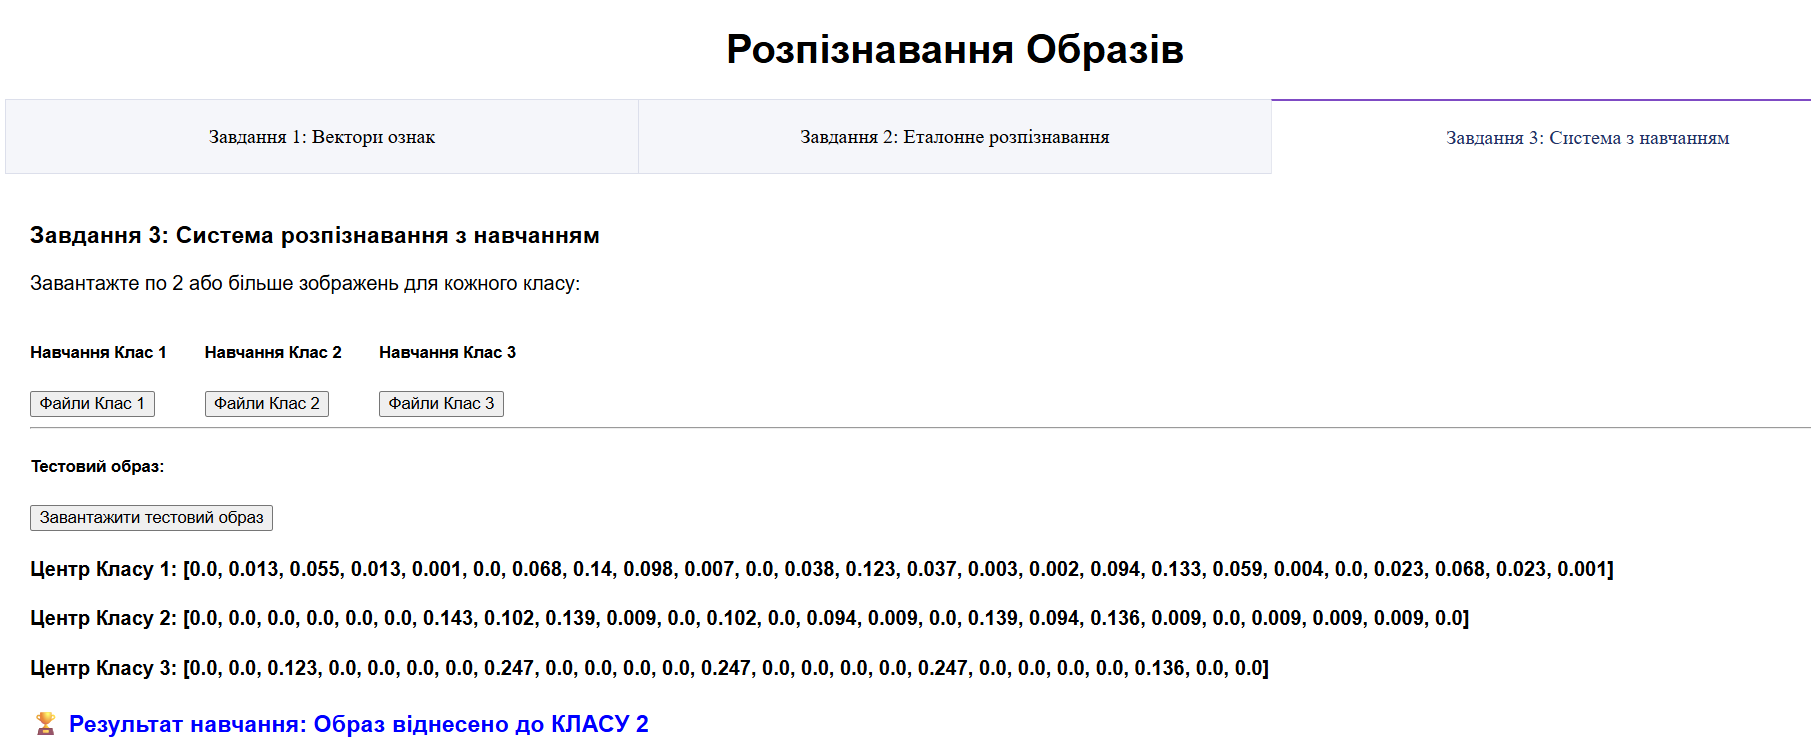 Розпізнавання Образів
Завдання 1: Вектори ознак
Завдання 2: Еталонне розпізнавання
Завдання 3: Система з навчанням
Завдання 3: Система розпізнавання з навчанням
Завантажте по 2 або більше зображень для кожного класу:
Навчання Клас 1
Навчання Клас 2
Навчання Клас 3
Файли Клас 1
Файли Клас 2
Файли Клас 3
Тестовий образ:
Завантажити тестовий образ
Центр Класу 1: [0.0, 0.013, 0.055, 0.013, 0.001, 0.0, 0.068, 0.14, 0.098, 0.007, 0.0, 0.038, 0.123, 0.037, 0.003, 0.002, 0.094, 0.133, 0.059, 0.004, 0.0, 0.023, 0.068, 0.023, 0.001]
Центр Класу 2: [0.0, 0.0, 0.0, 0.0, 0.0, 0.0, 0.143, 0.102, 0.139, 0.009, 0.0, 0.102, 0.0, 0.094, 0.009, 0.0, 0.139, 0.094, 0.136, 0.009, 0.0, 0.009, 0.009, 0.009, 0.0]
Центр Класу 3: [0.0, 0.0, 0.123, 0.0, 0.0, 0.0, 0.0, 0.247, 0.0, 0.0, 0.0, 0.0, 0.247, 0.0, 0.0, 0.0, 0.0, 0.247, 0.0, 0.0, 0.0, 0.0, 0.136, 0.0, 0.0]
🏆 Результат навчання: Образ віднесено до КЛАСУ 2